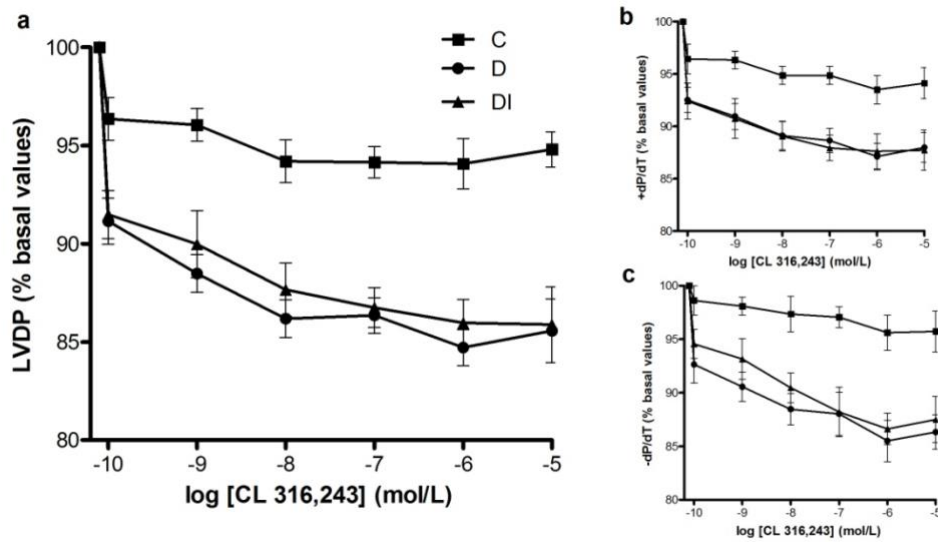 a
LVDP (% basal values)
100
95
90
85
80
-10 -9 -8 -7 -6 -5
log [CL 316,243] (mol/L)
C
D
DI
b
+dP/dT (% basal values)
100
95
90
85
80
-10 -9 -8 -7 -6 -5
log [CL 316,243] (mol/L)
c
-dP/dT (% basal values)
100
95
90
85
80
-10 -9 -8 -7 -6 -5
log [CL 316,243] (mol/L)